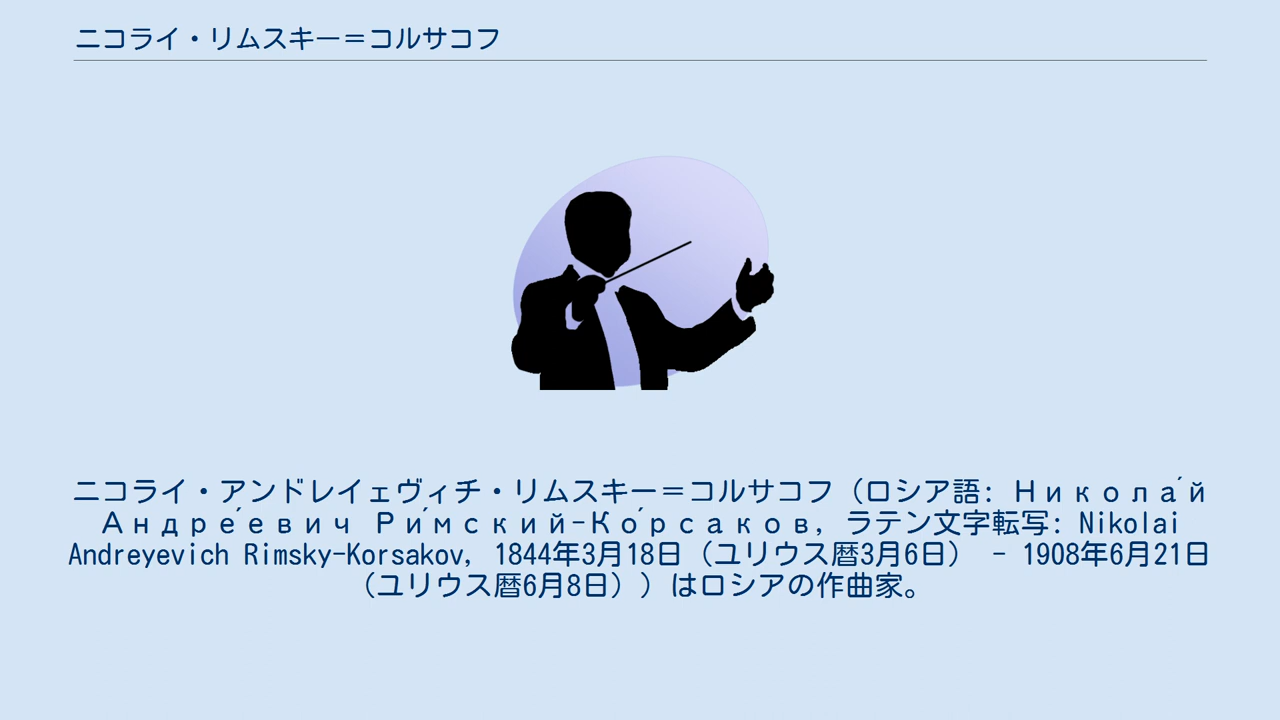 ニコライ・リムスキー＝コルサコフ
ニコライ・アンドレイェヴィチ・リムスキー＝コルサコフ（ロシア語: Никола́й
Андре́евич Ри́мский-Ко́рсаков, ラテン文字転写: Nikolai
Andreyevich Rimsky-Korsakov, 1844年3月18日（ユリウス暦3月6日） - 1908年6月21日
（ユリウス暦6月8日））はロシアの作曲家。